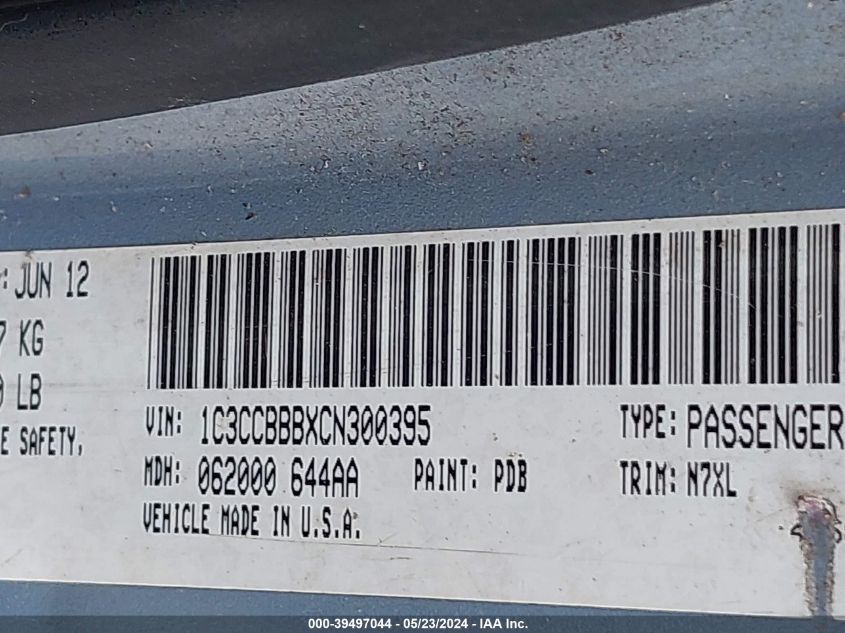 : JUN 12
7 KG
LB
E SAFETY,
VIN: 1C3CCBBBXCN300395
TYPE: PASSENGER
MDH: 062000 644AA
PAINT: PDB
TRIM: N7XL
VEHICLE MADE IN U.S.A.
000-39497044 / 05/23/2024 - IAA Inc.